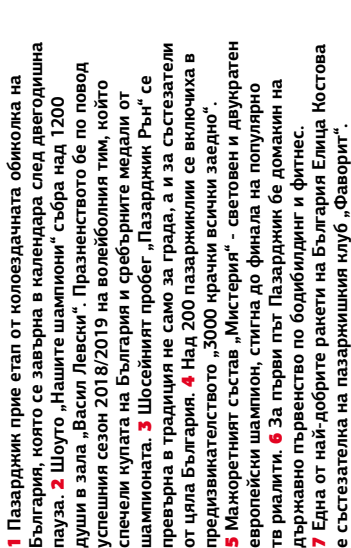 1 Пазарджик прие етап от колоездачната обиколка на
България, която се завърна в календара след двегодишна
пауза. 2 Шоуто „Нашите шампиони“ събра над 1200
души в зала „Васил Левски“. Празненството бе по повод
успешния сезон 2018/2019 на волейболния тим, който
спечели купата на България и сребърните медали от
шампионата. 3 Шосейният пробег „Пазарджик Рън“ се
превърна в традиция не само за града, а и за състезатели
от цяла България. 4 Над 200 пазарджиклии се включиха в
предизвикателството „3000 крачки всички заедно“.
5 Мажоретният състав „Мистерия“ - световен и двукратен
европейски шампион, стигна до финала на популярно
тв риалити. 6 За първи път Пазарджик бе домакин на
държавно първенство по бодибилдинг и фитнес.
7 Една от най-добрите ракети на България Елица Костова
е състезателка на пазаржишкия клуб „Фаворит“.